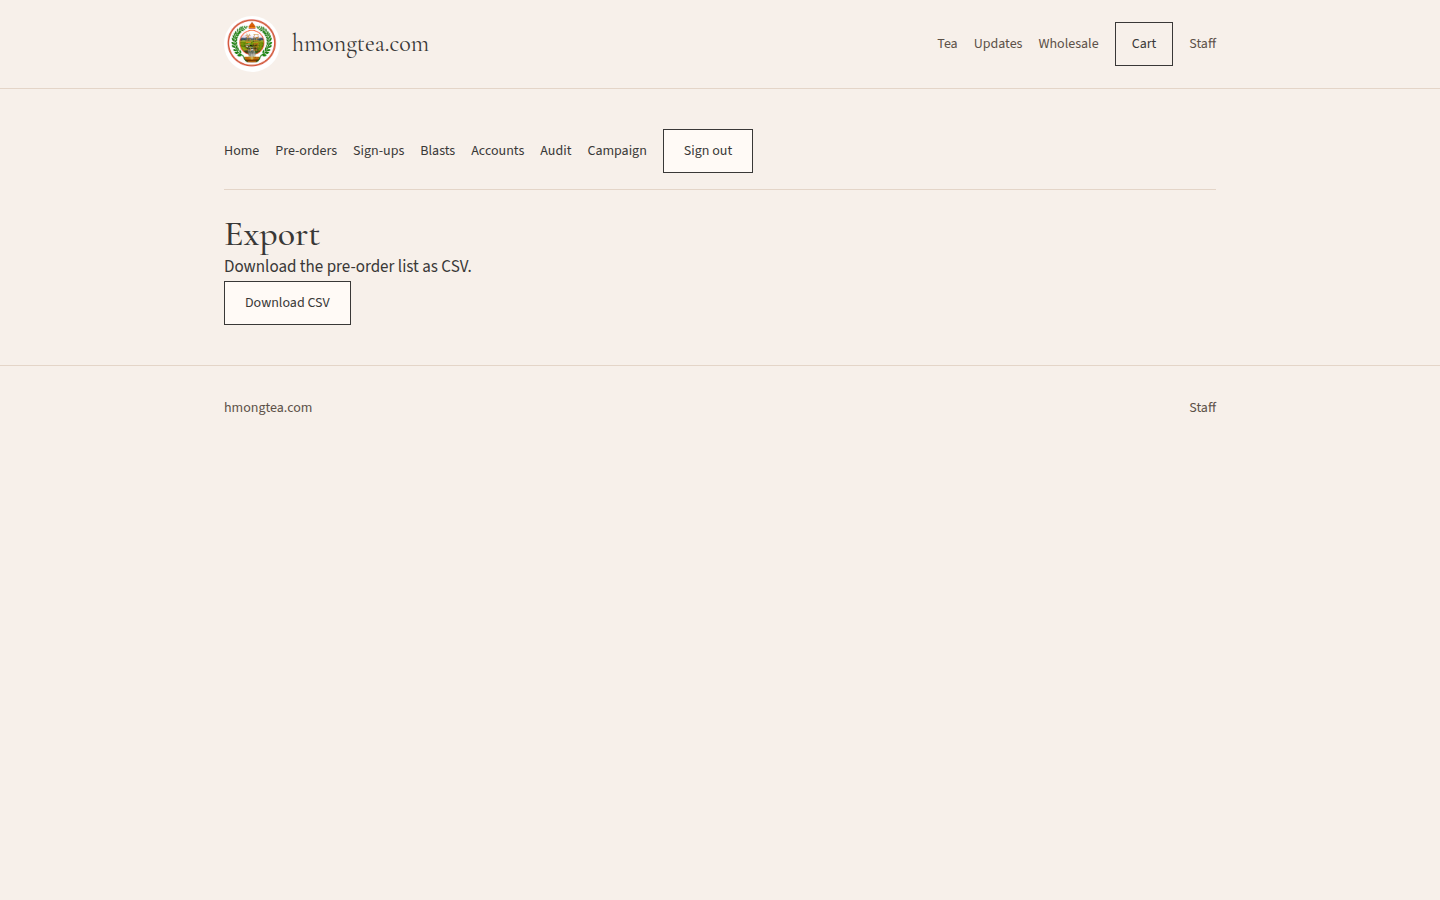 hmongtea.com
Tea Updates Wholesale Cart Staff
Home Pre-orders Sign-ups Blasts Accounts Audit Campaign Sign out
Export
Download the pre-order list as CSV.
Download CSV
hmongtea.com
Staff